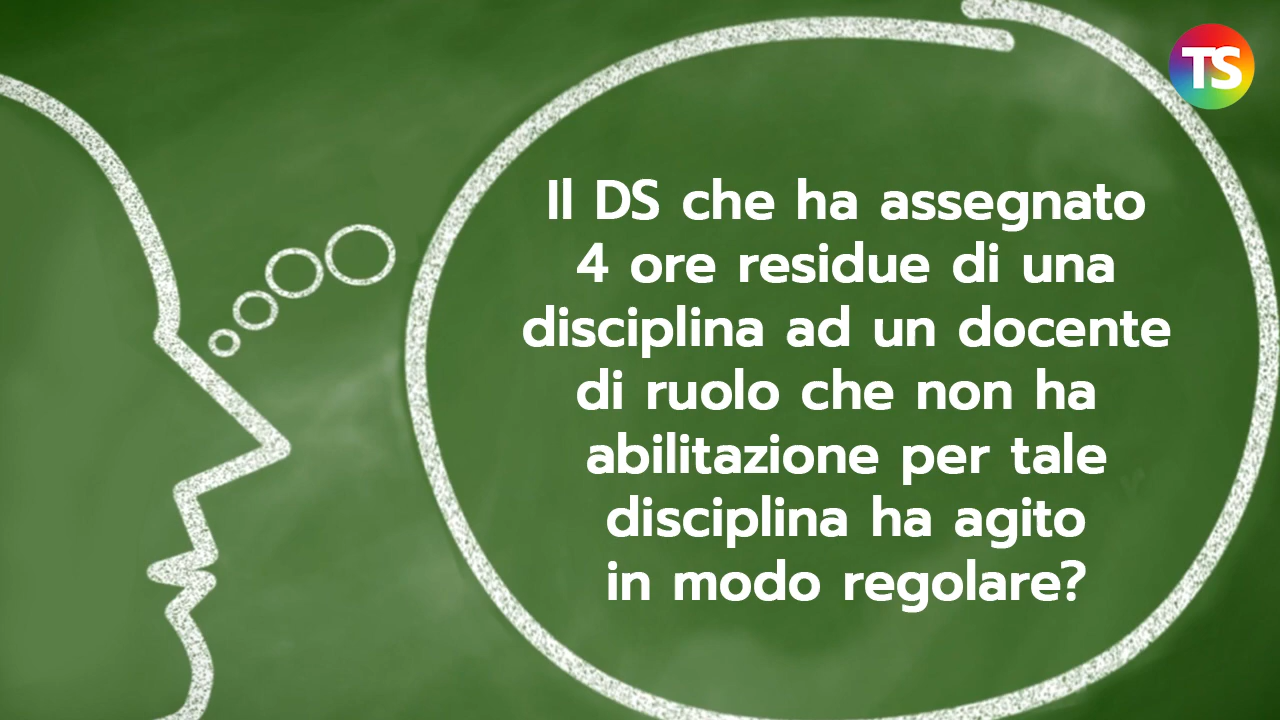 TS
Il DS che ha assegnato
4 ore residue di una
disciplina ad un docente
di ruolo che non ha
abilitazione per tale
disciplina ha agito
in modo regolare?